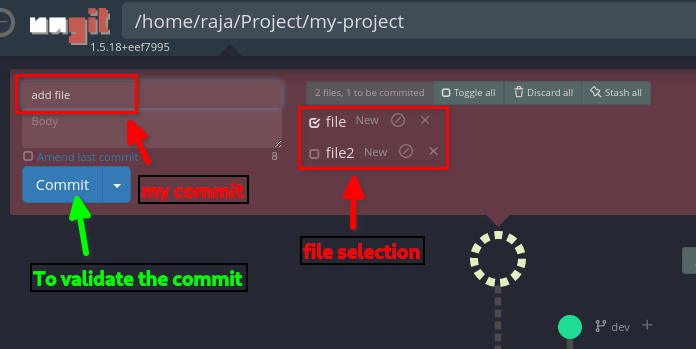 ungit
/home/raja/Project/my-project
1.5.18+eef7995
add file
2 files, 1 to be commited
Toggle all
Discard all
Stash all
Body
file New
file2 New
Amend last commit
8
Commit
my commit
file selection
To validate the commit
dev